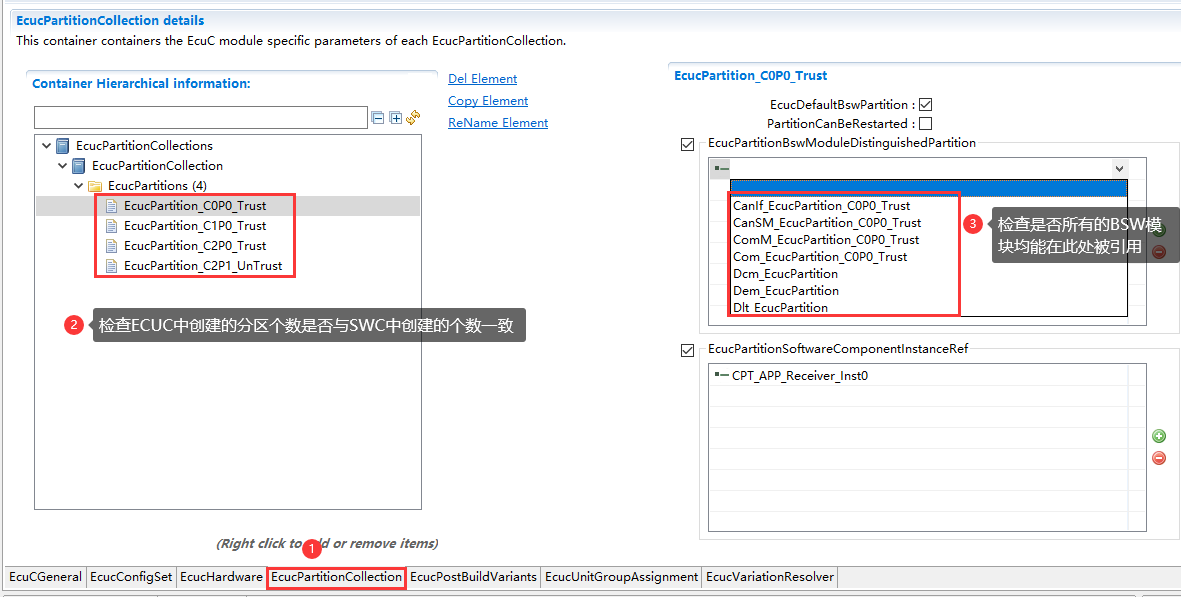 EcucPartitionCollection details
This container containers the EcuC module specific parameters of each EcucPartitionCollection.
Container Hierarchical information:
Del Element
Copy Element
ReName Element
EcucPartitionCollections
EcucPartitionCollection
EcucPartitions (4)
EcucPartition_C0P0_Trust
EcucPartition_C1P0_Trust
EcucPartition_C2P0_Trust
EcucPartition_C2P1_UnTrust
2 检查ECUC中创建的分区个数是否与SWC中创建的个数一致
(Right click to add or remove items)
1
EcucPartition_C0P0_Trust
EcucDefaultBswPartition :
PartitionCanBeRestarted :
EcucPartitionBswModuleDistinguishedPartition
CanIf_EcucPartition_C0P0_Trust
CanSM_EcucPartition_C0P0_Trust
ComM_EcucPartition_C0P0_Trust
Com_EcucPartition_C0P0_Trust
Dcm_EcucPartition
Dem_EcucPartition
Dlt_EcucPartition
3 检查是否所有的BSW模
块均能在此处被引用
EcucPartitionSoftwareComponentInstanceRef
CPT_APP_Receiver_Inst0
EcuCGeneral EcucConfigSet EcucHardware EcucPartitionCollection EcucPostBuildVariants EcucUnitGroupAssignment EcucVariationResolver